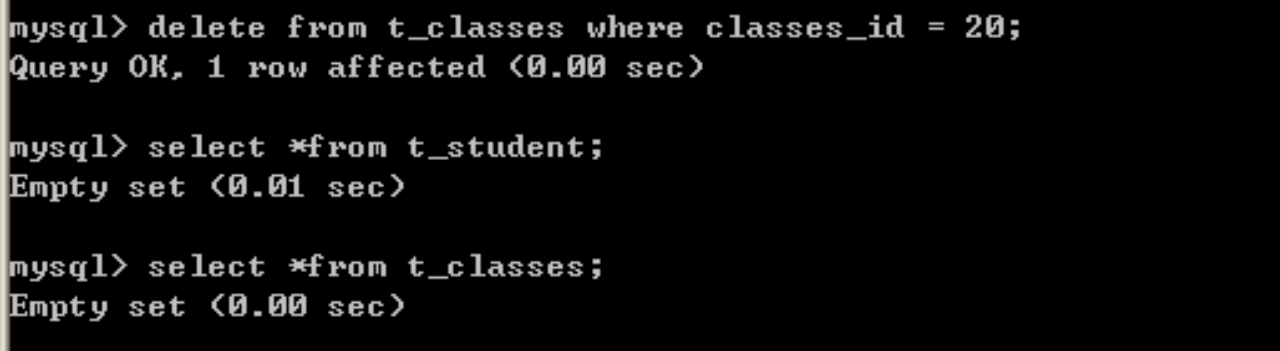 mysql> delete from t_classes where classes_id = 20;
Query OK, 1 row affected (0.00 sec)
mysql> select *from t_student;
Empty set (0.01 sec)
mysql> select *from t_classes;
Empty set (0.00 sec)